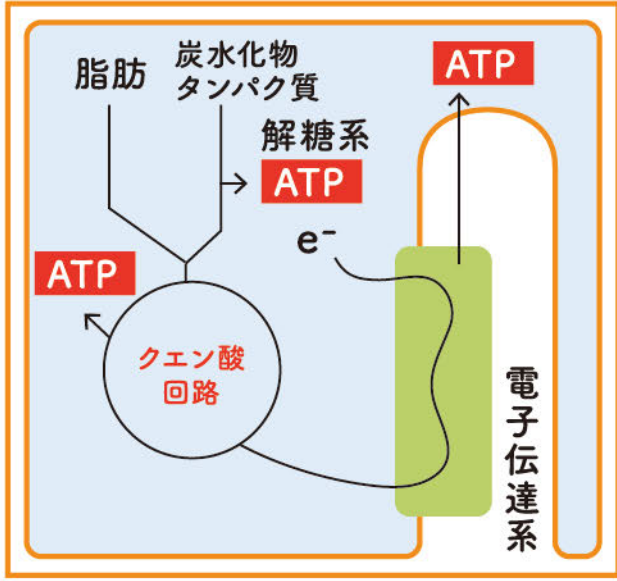 脂肪
炭水化物
タンパク質
解糖系
ATP
ATP
e⁻
ATP
クエン酸
回路
電子伝達系